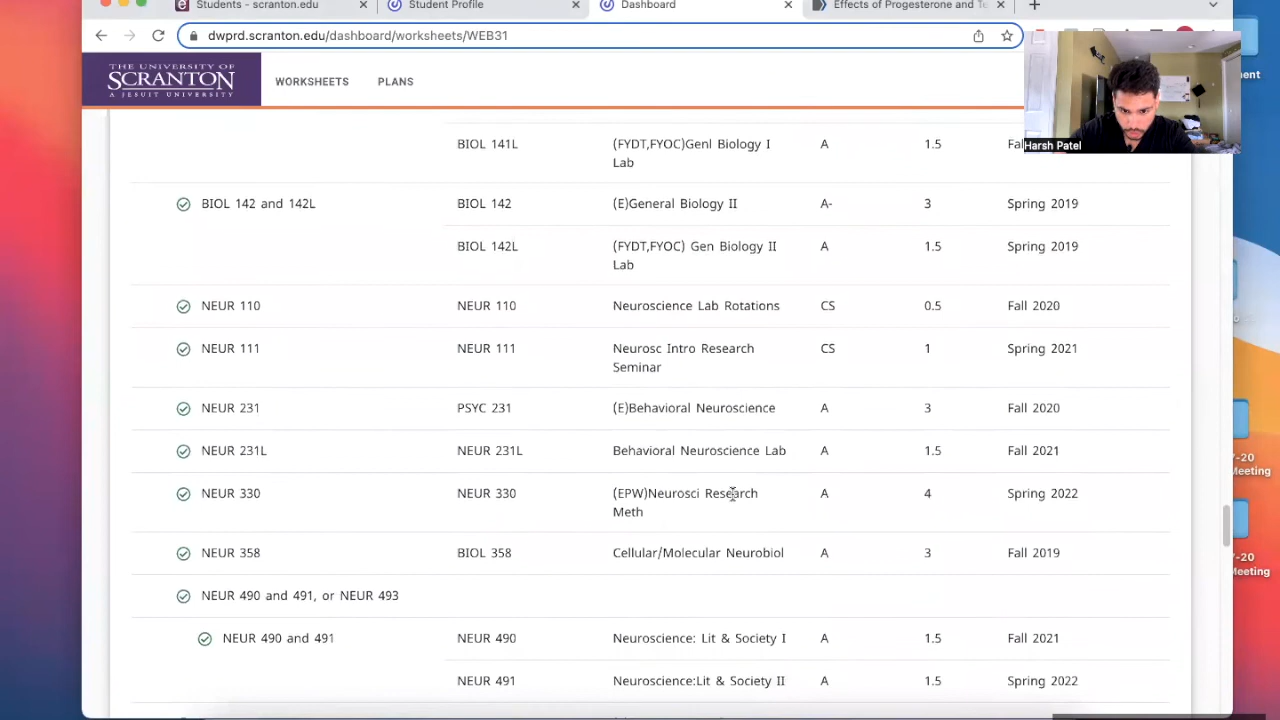 Students - scranton.edu
Student Profile
Dashboard
Effects of Progesterone and Te
dwprd.scranton.edu/dashboard/worksheets/WEB31
THE UNIVERSITY OF
SCRANTON
A JESUIT UNIVERSITY
WORKSHEETS PLANS
Harsh Patel
BIOL 141L (FYDT,FYOC)Genl Biology I A 1.5
Lab
BIOL 142 and 142L BIOL 142 (E)General Biology II A- 3 Spring 2019
BIOL 142L (FYDT,FYOC) Gen Biology II A 1.5 Spring 2019
Lab
NEUR 110 NEUR 110 Neuroscience Lab Rotations CS 0.5 Fall 2020
NEUR 111 NEUR 111 Neurosc Intro Research CS 1 Spring 2021
Seminar
NEUR 231 PSYC 231 (E)Behavioral Neuroscience A 3 Fall 2020
NEUR 231L NEUR 231L Behavioral Neuroscience Lab A 1.5 Fall 2021
NEUR 330 NEUR 330 (EPW)Neurosci Research A 4 Spring 2022
Meth
NEUR 358 BIOL 358 Cellular/Molecular Neurobiol A 3 Fall 2019
NEUR 490 and 491, or NEUR 493
NEUR 490 and 491 NEUR 490 Neuroscience: Lit & Society I A 1.5 Fall 2021
NEUR 491 Neuroscience:Lit & Society II A 1.5 Spring 2022
7-20
Meeting
7-20
Meeting